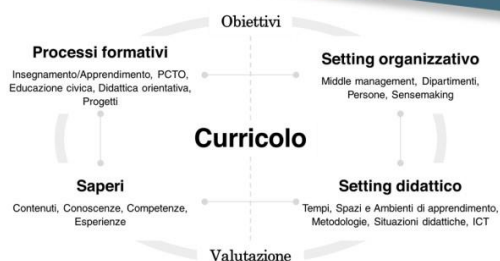 Obiettivi
Processi formativi
Insegnamento/Apprendimento, PCTO,
Educazione civica, Didattica orientativa,
Progetti
Setting organizzativo
Middle management, Dipartimenti,
Persone, Sensemaking
Curricolo
Saperi
Contenuti, Conoscenze, Competenze,
Esperienze
Setting didattico
Tempi, Spazi e Ambienti di apprendimento,
Metodologie, Situazioni didattiche, ICT
Valutazione